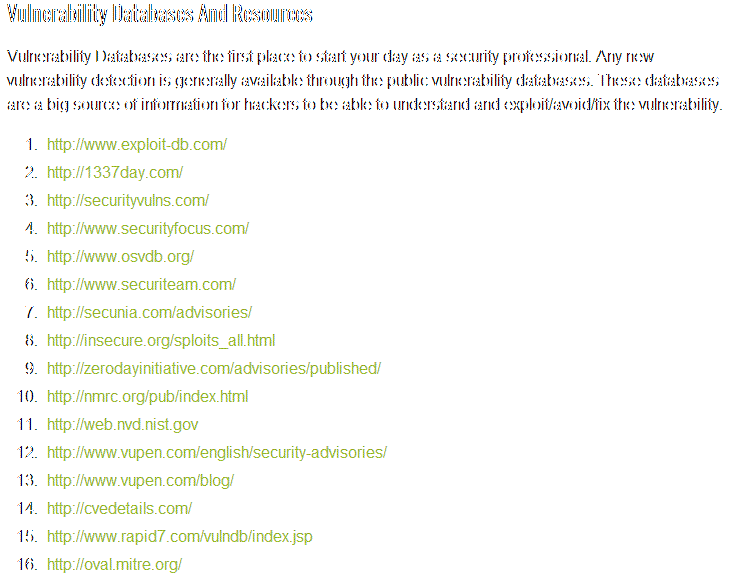 Vulnerability Databases And Resources
Vulnerability Databases are the first place to start your day as a security professional. Any new
vulnerability detection is generally available through the public vulnerability databases. These databases
are a big source of information for hackers to be able to understand and exploit/avoid/fix the vulnerability.
1. http://www.exploit-db.com/
2. http://1337day.com/
3. http://securityvulns.com/
4. http://www.securityfocus.com/
5. http://www.osvdb.org/
6. http://www.securiteam.com/
7. http://secunia.com/advisories/
8. http://insecure.org/sploits_all.html
9. http://zerodayinitiative.com/advisories/published/
10. http://nmrc.org/pub/index.html
11. http://web.nvd.nist.gov
12. http://www.vupen.com/english/security-advisories/
13. http://www.vupen.com/blog/
14. http://cvedetails.com/
15. http://www.rapid7.com/vulndb/index.jsp
16. http://oval.mitre.org/